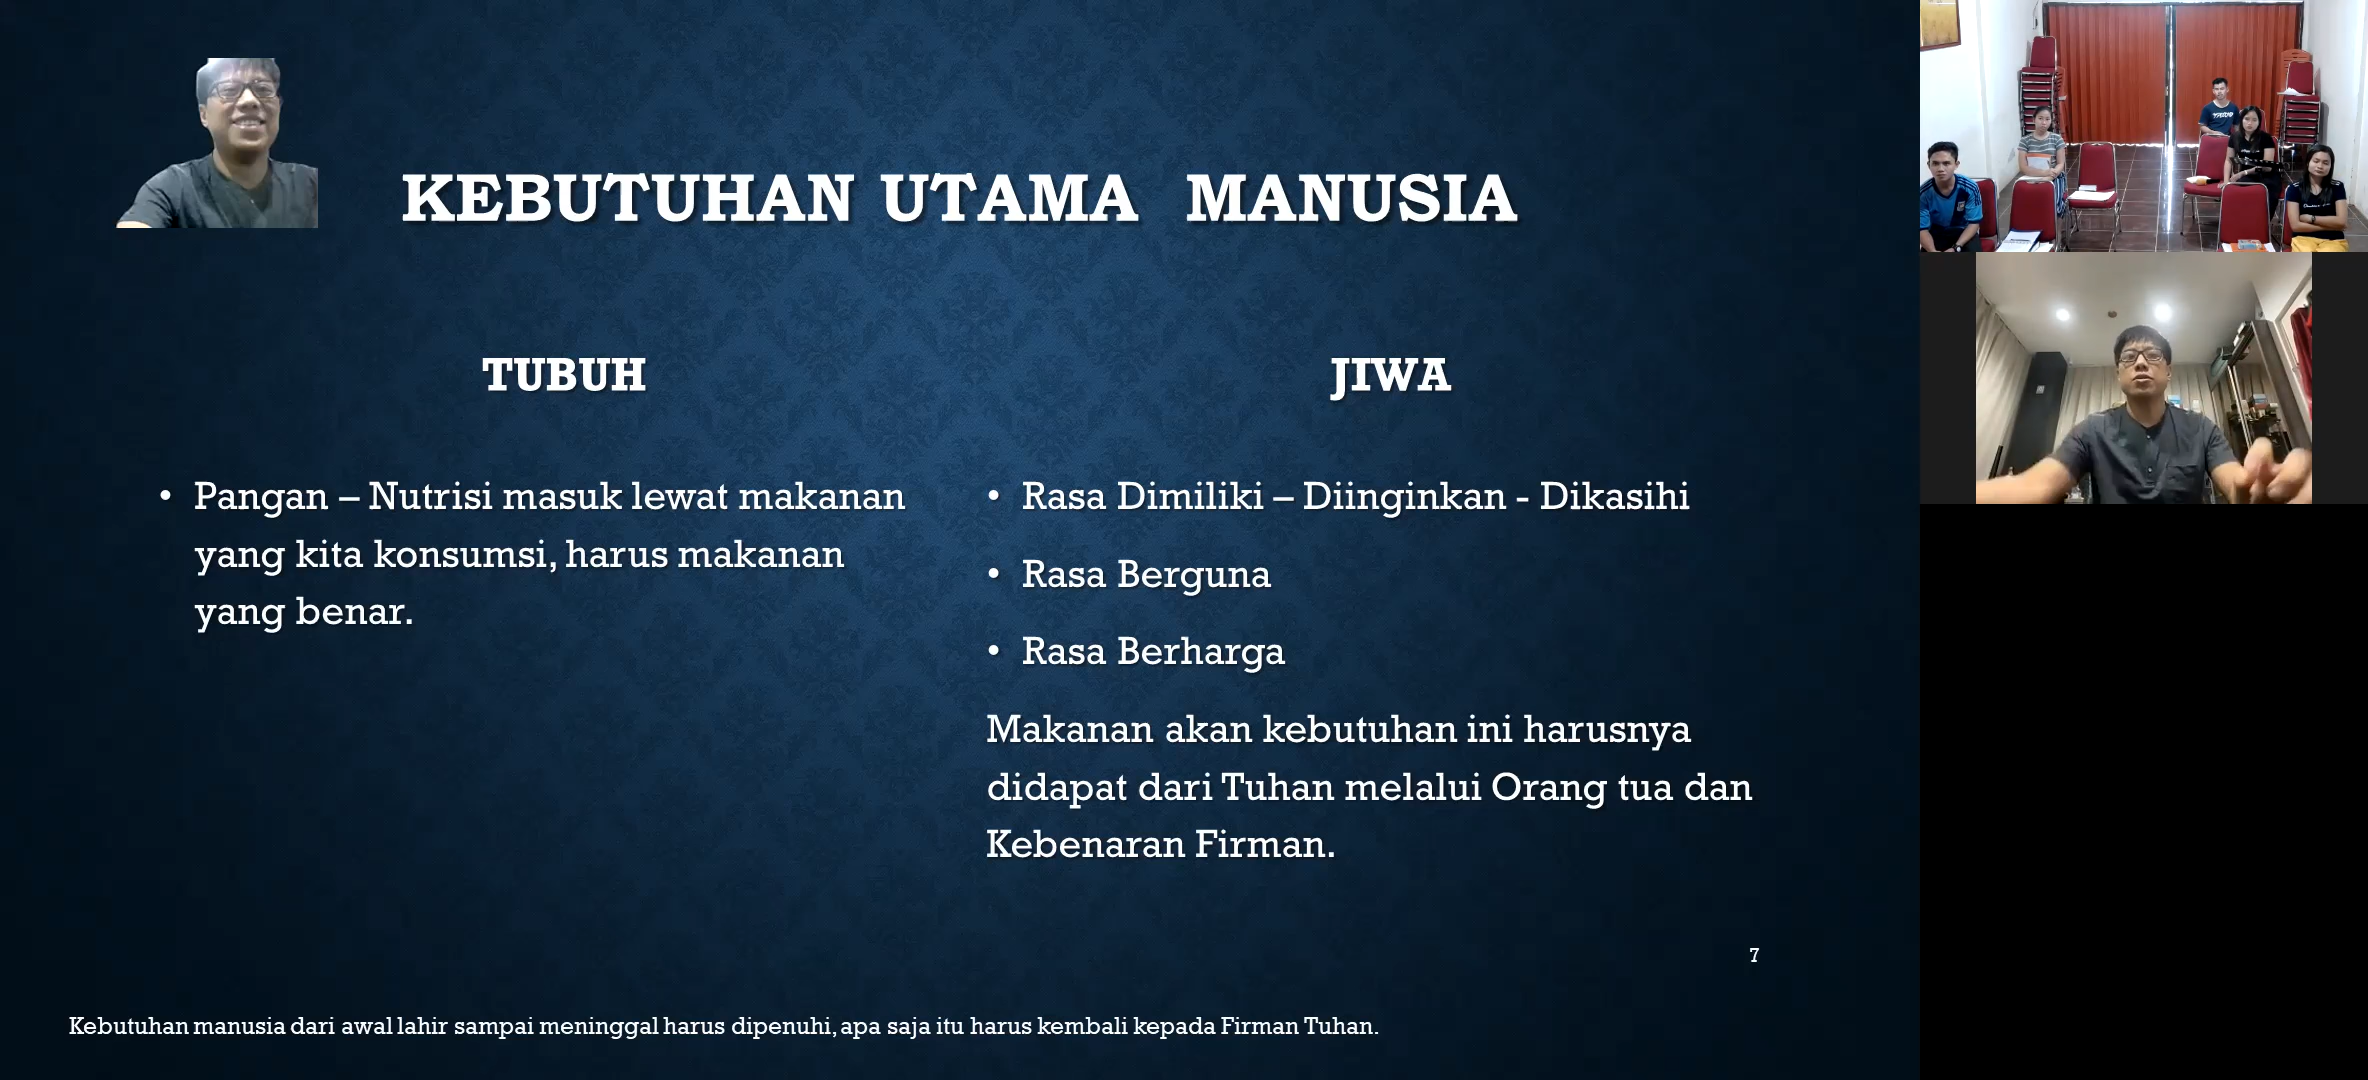 KEBUTUHAN UTAMA MANUSIA
TUBUH
• Pangan – Nutrisi masuk lewat makanan
yang kita konsumsi, harus makanan
yang benar.
JIWA
• Rasa Dimiliki – Diinginkan - Dikasihi
• Rasa Berguna
• Rasa Berharga
Makanan akan kebutuhan ini harusnya
didapat dari Tuhan melalui Orang tua dan
Kebenaran Firman.
7
Kebutuhan manusia dari awal lahir sampai meninggal harus dipenuhi, apa saja itu harus kembali kepada Firman Tuhan.